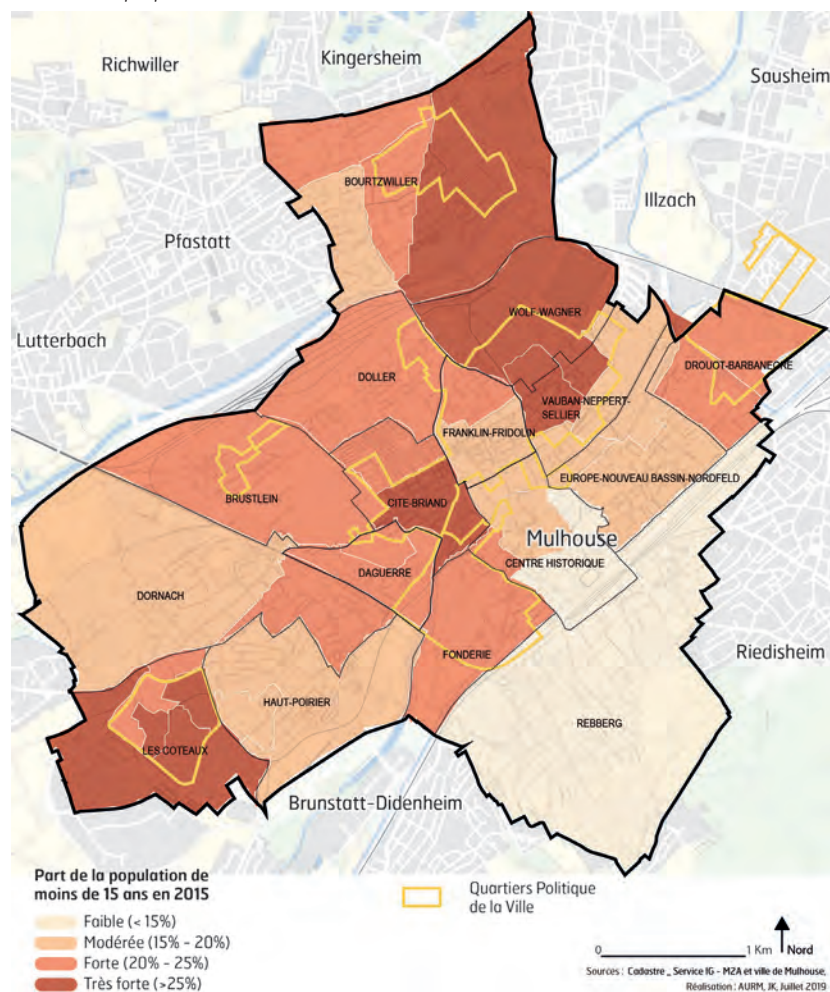 Kingersheim
Richwiller
Sausheim
BOURTZWILLER
Illzach
Pfastatt
WOLF-WAGNER
Lutterbach
DROUOT-BARBANEGRE
DOLLER
VAUBAN-NEPPERT-
SELLIER
FRANKLIN-FRIDOLIN
EUROPE-NOUVEAU BASSIN-NORDFELD
BRUSTLEIN
CITE-BRIAND
Mulhouse
CENTRE HISTORIQUE
DAGUERRE
DORNACH
Riedisheim
FONDERIE
HAUT-POIRIER
REBBERG
LES COTEAUX
Brunstatt-Didenheim
Part de la population de
moins de 15 ans en 2015
Faible (< 15%)
Modérée (15% - 20%)
Forte (20% - 25%)
Très forte (>25%)
Quartiers Politique
de la Ville
0 1 Km Nord
Sources : Cadastre _ Service IG - M2A et ville de Mulhouse,
Réalisation : AURM, JK, Juillet 2019